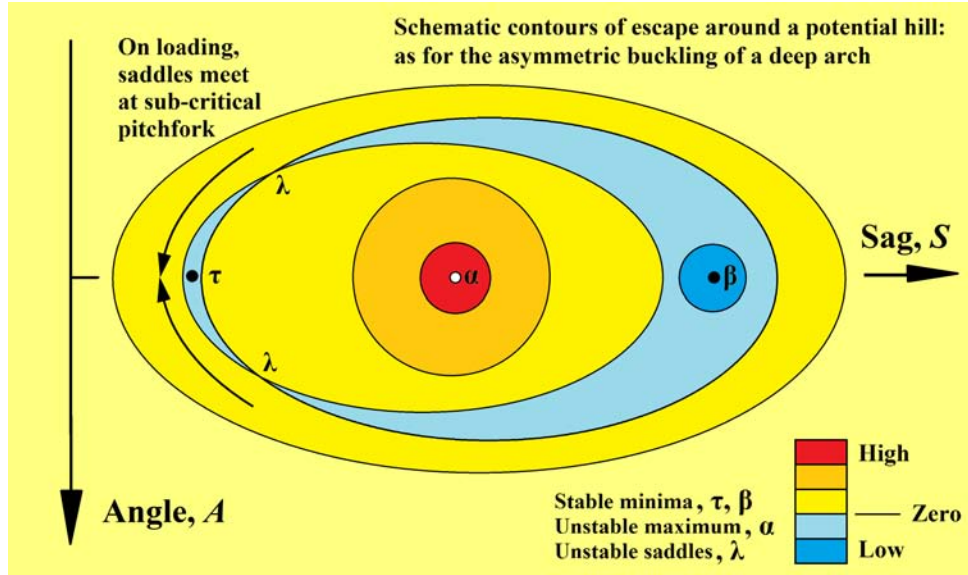 On loading,
saddles meet
at sub-critical
pitchfork
Schematic contours of escape around a potential hill:
as for the asymmetric buckling of a deep arch
λ
Sag, S
τ
α
β
λ
High
Angle, A
Stable minima, τ, β
Zero
Unstable maximum, α
Unstable saddles, λ
Low